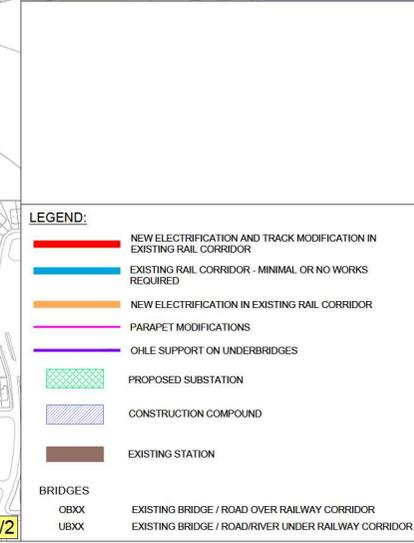 LEGEND:
NEW ELECTRIFICATION AND TRACK MODIFICATION IN
EXISTING RAIL CORRIDOR
EXISTING RAIL CORRIDOR - MINIMAL OR NO WORKS
REQUIRED
NEW ELECTRIFICATION IN EXISTING RAIL CORRIDOR
PARAPET MODIFICATIONS
OHLE SUPPORT ON UNDERBRIDGES
PROPOSED SUBSTATION
CONSTRUCTION COMPOUND
EXISTING STATION
BRIDGES
OBXX EXISTING BRIDGE / ROAD OVER RAILWAY CORRIDOR
/2
UBXX EXISTING BRIDGE / ROAD/RIVER UNDER RAILWAY CORRIDOR